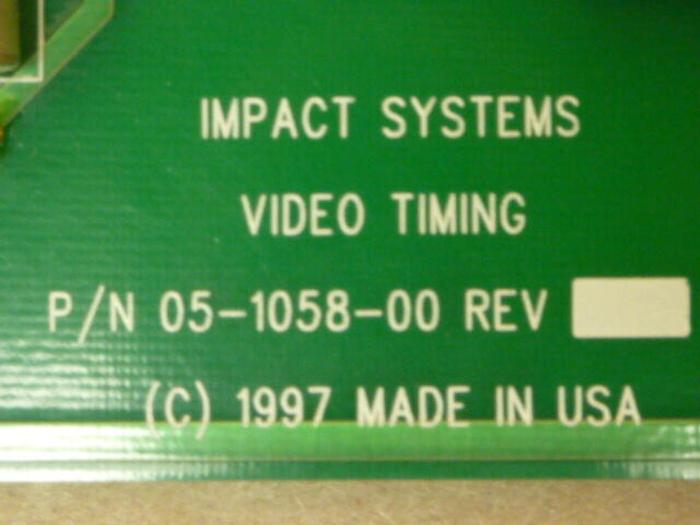 IMPACT SYSTEMS
VIDEO TIMING
P/N 05-1058-00 REV
(C) 1997 MADE IN USA